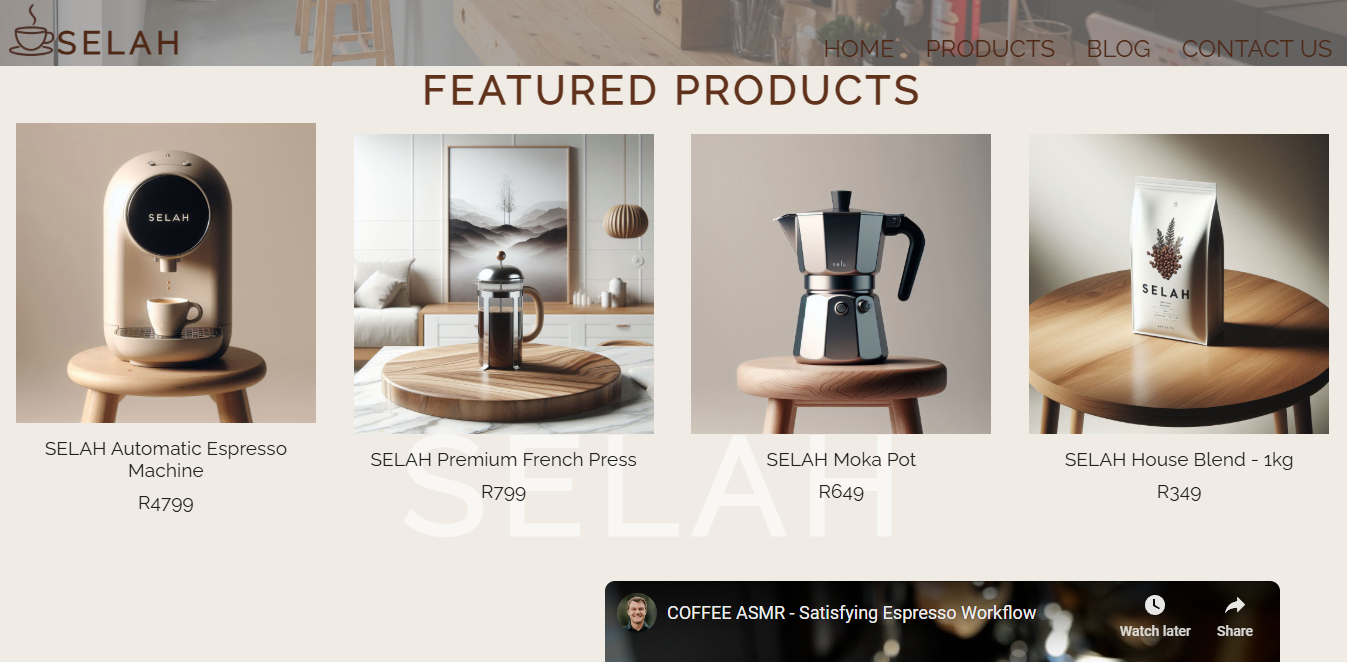 SELAH
HOME PRODUCTS BLOG CONTACT US
FEATURED PRODUCTS
SELAH
SELAH
SELAH Automatic Espresso
Machine
R4799
SELAH Premium French Press
R799
SELAH Moka Pot
R649
SELAH House Blend - 1kg
R349
SELAH
COFFEE ASMR - Satisfying Espresso Workflow
Watch later
Share